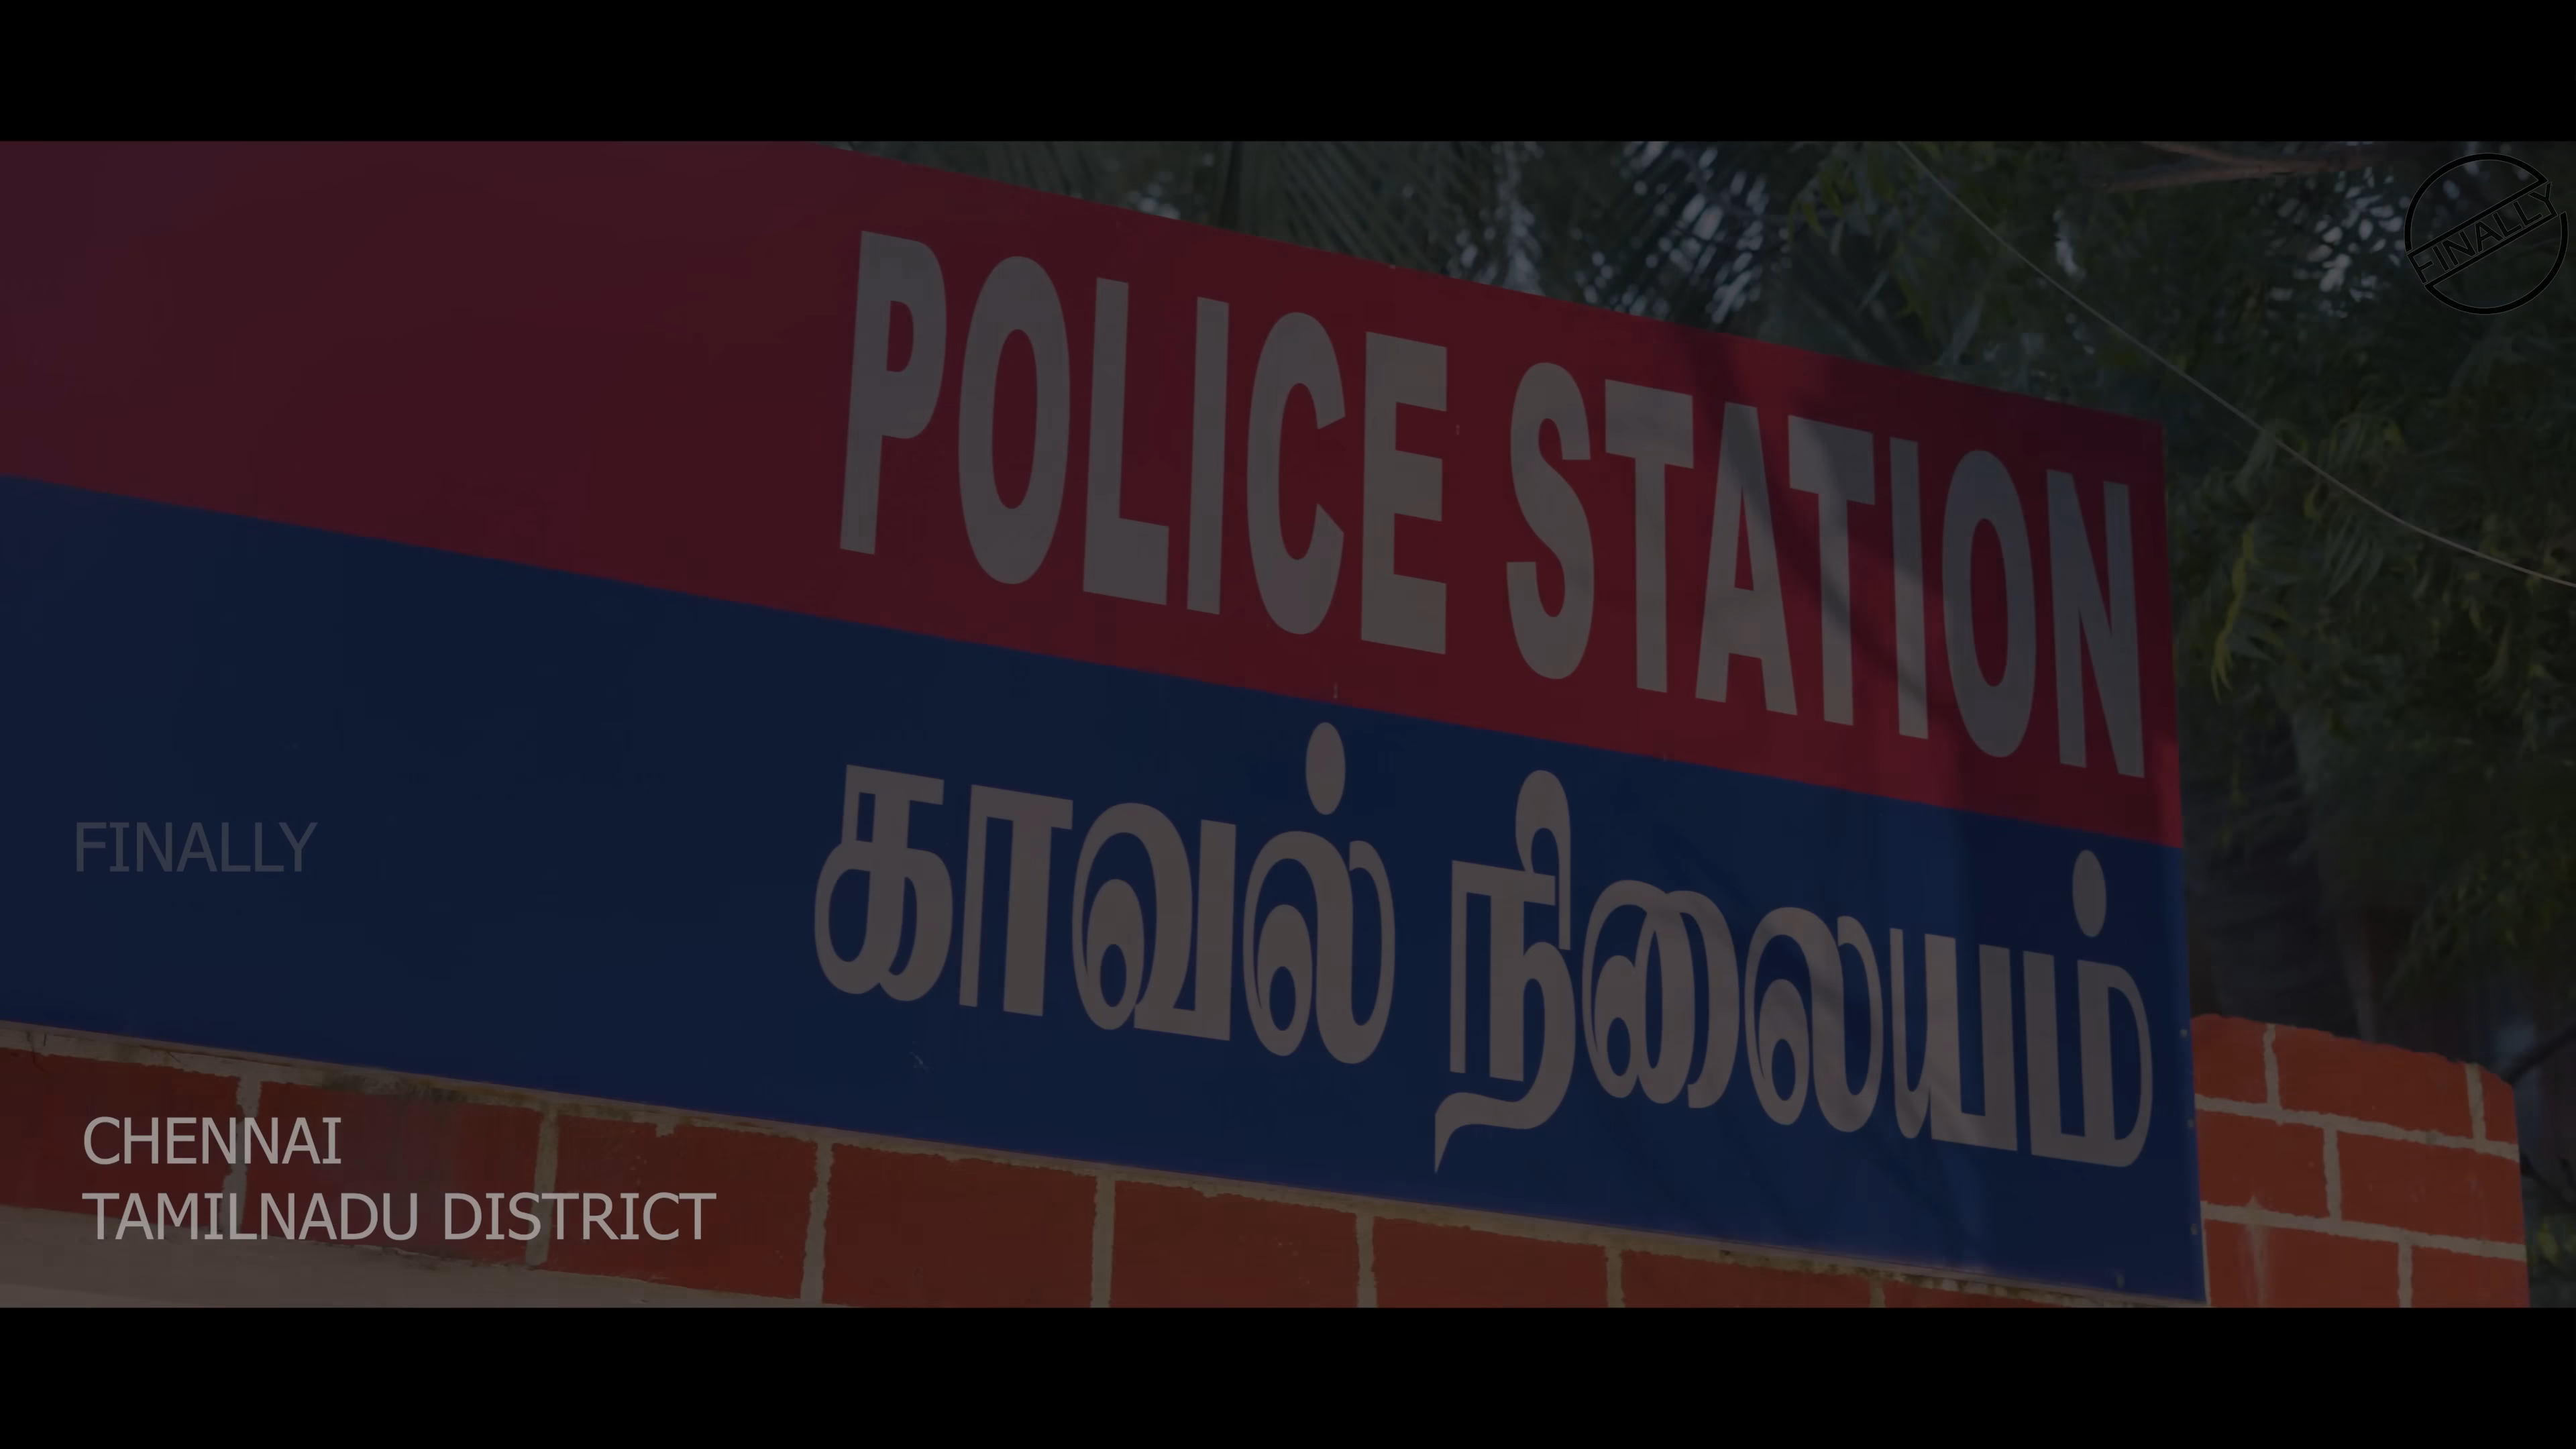 FINALLY
POLICE STATION
காவல் நிலையம்
FINALLY
CHENNAI
TAMILNADU DISTRICT